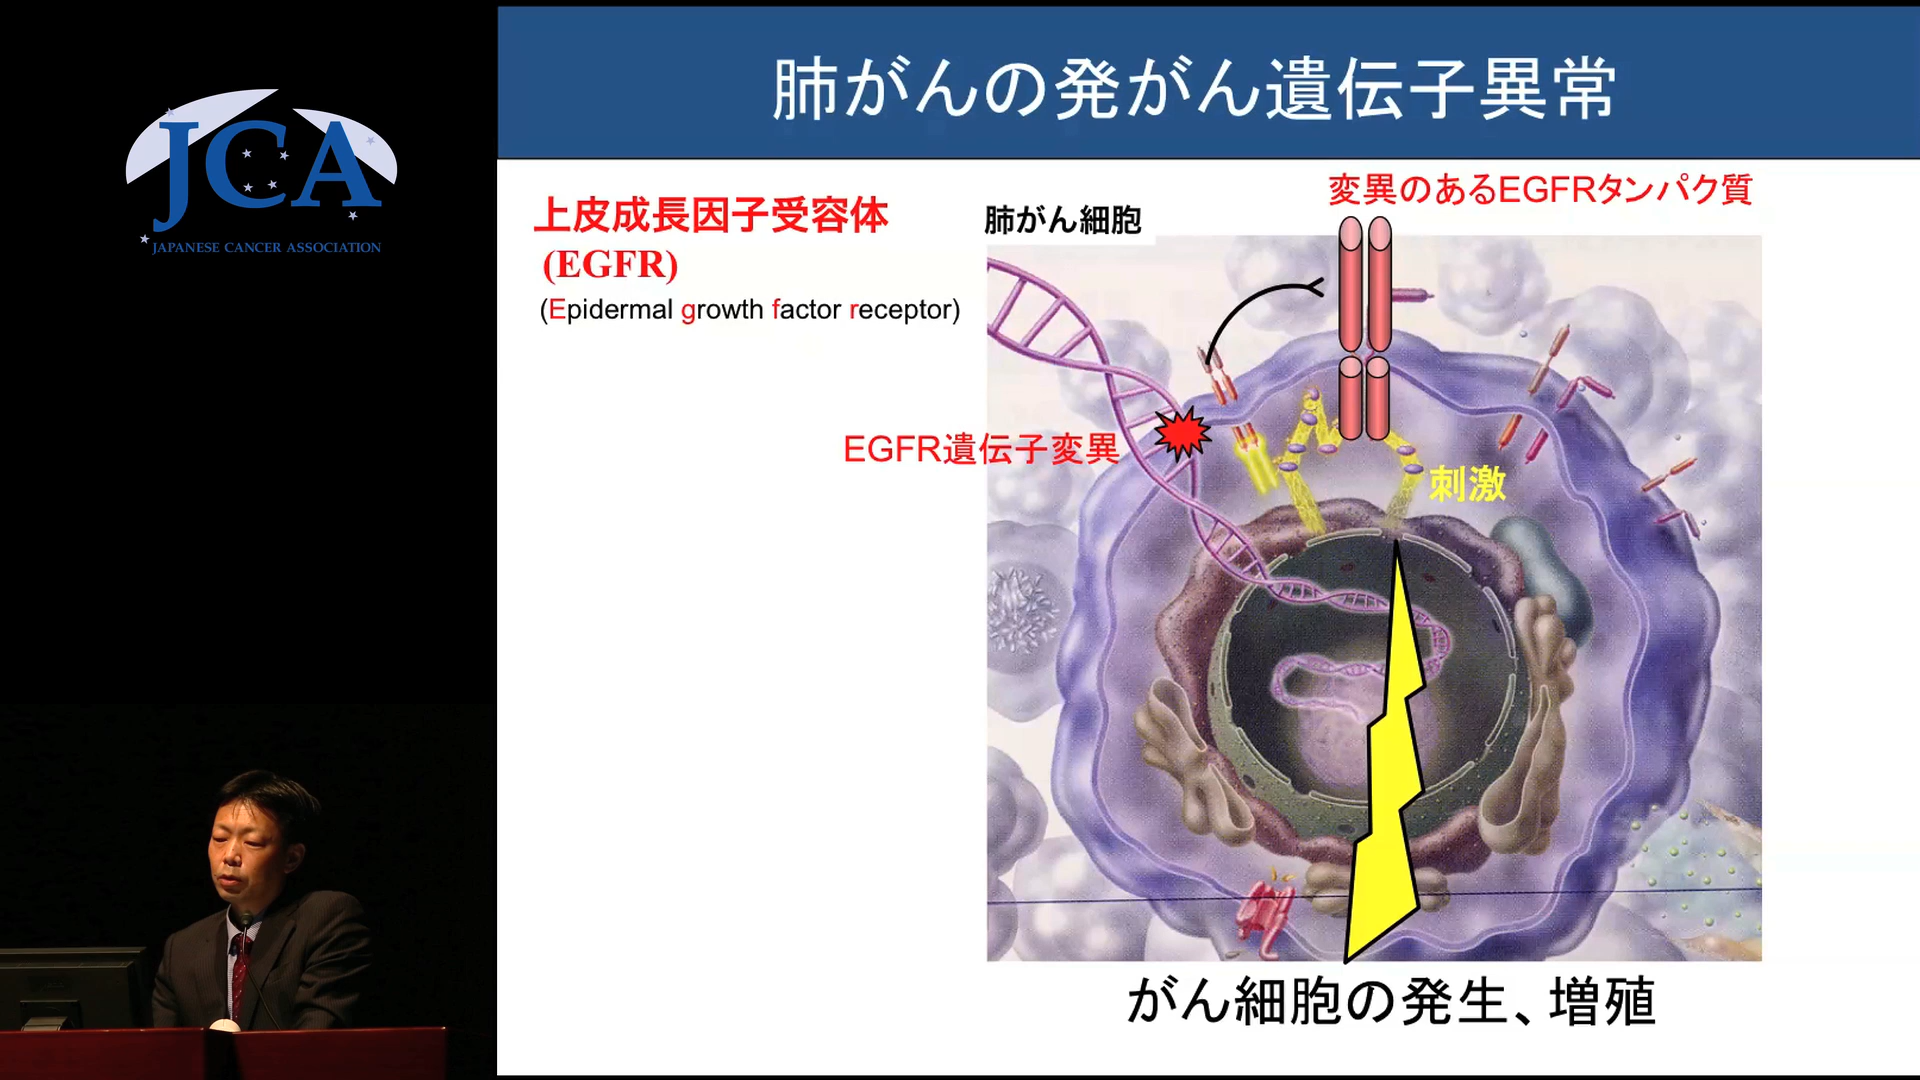 JCA
JAPANESE CANCER ASSOCIATION
肺がんの発がん遺伝子異常
上皮成長因子受容体
(EGFR)
(Epidermal growth factor receptor)
肺がん細胞
変異のあるEGFRタンパク質
EGFR遺伝子変異
刺激
がん細胞の発生、増殖